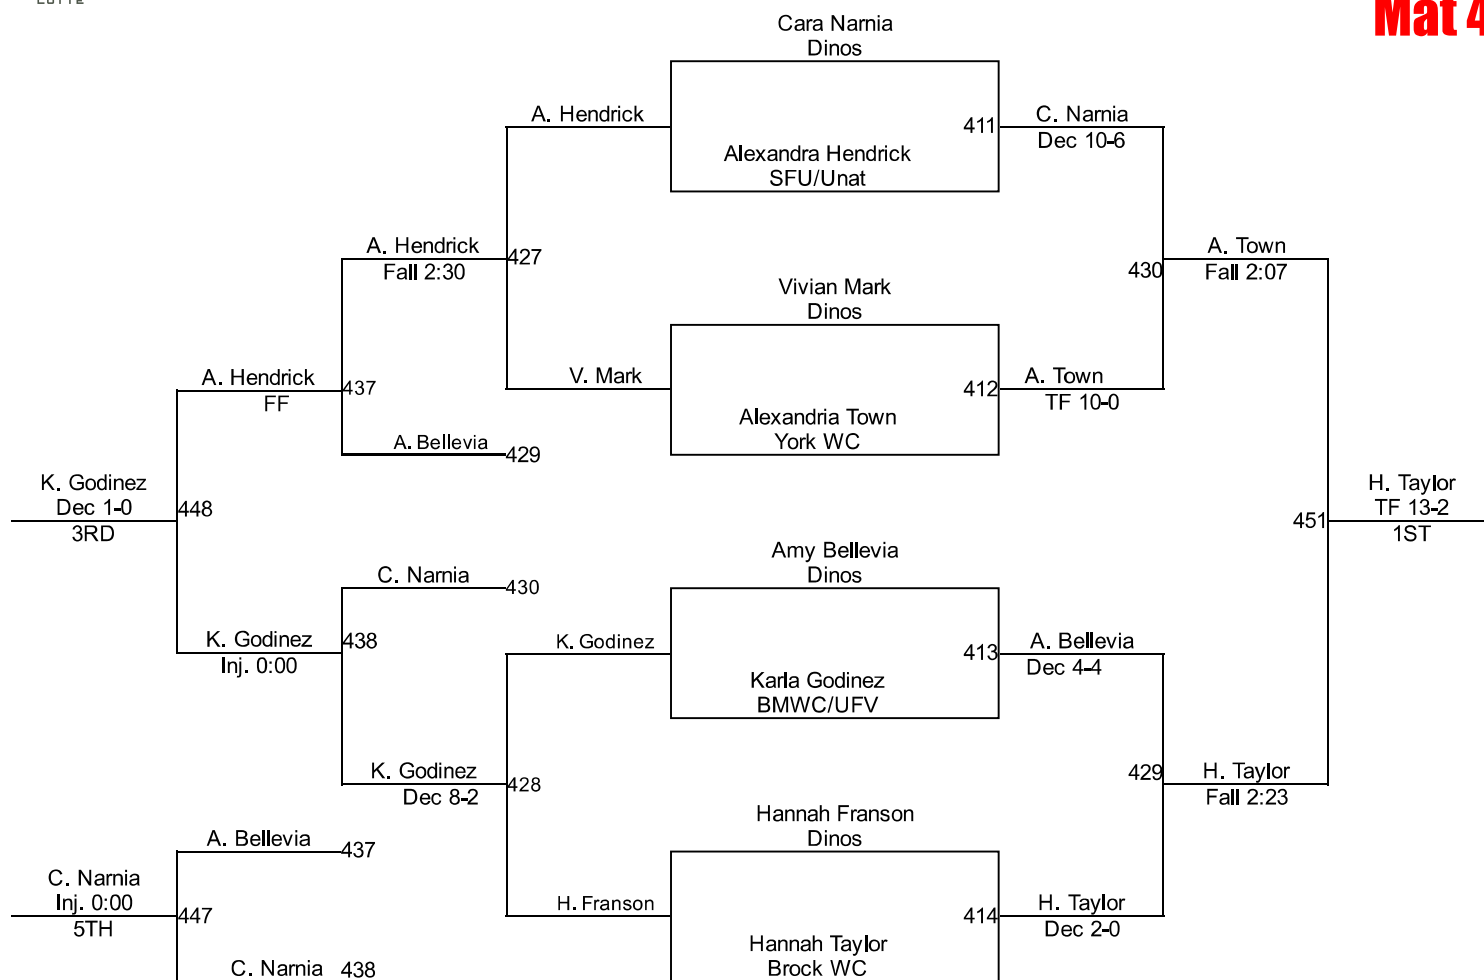 Mat 4
Cara Narnia
Dinos
A. Hendrick
411
C. Narnia
Dec 10-6
Alexandra Hendrick
SFU/Unat
A. Hendrick
Fall 2:30
427
430
A. Town
Fall 2:07
Vivian Mark
Dinos
A. Hendrick
FF
437
V. Mark
412
A. Town
TF 10-0
Alexandria Town
York WC
A. Bellevia
429
K. Godinez
Dec 1-0
3RD
448
451
H. Taylor
TF 13-2
1ST
Amy Bellevia
Dinos
C. Narnia
430
K. Godinez
Inj. 0:00
438
K. Godinez
413
A. Bellevia
Dec 4-4
Karla Godinez
BMWC/UFV
K. Godinez
Dec 8-2
428
429
H. Taylor
Fall 2:23
Hannah Franson
Dinos
A. Bellevia
437
C. Narnia
Inj. 0:00
5TH
447
H. Franson
414
H. Taylor
Dec 2-0
Hannah Taylor
Brock WC
C. Narnia
438